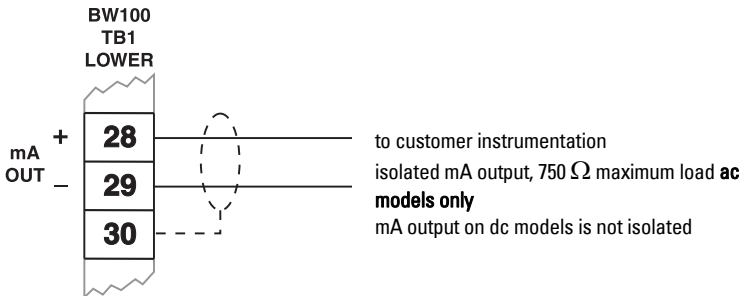 BW100
TB1
LOWER
mA
OUT
+
–
28
29
30
to customer instrumentation
isolated mA output, 750 Ω maximum load ac
models only
mA output on dc models is not isolated